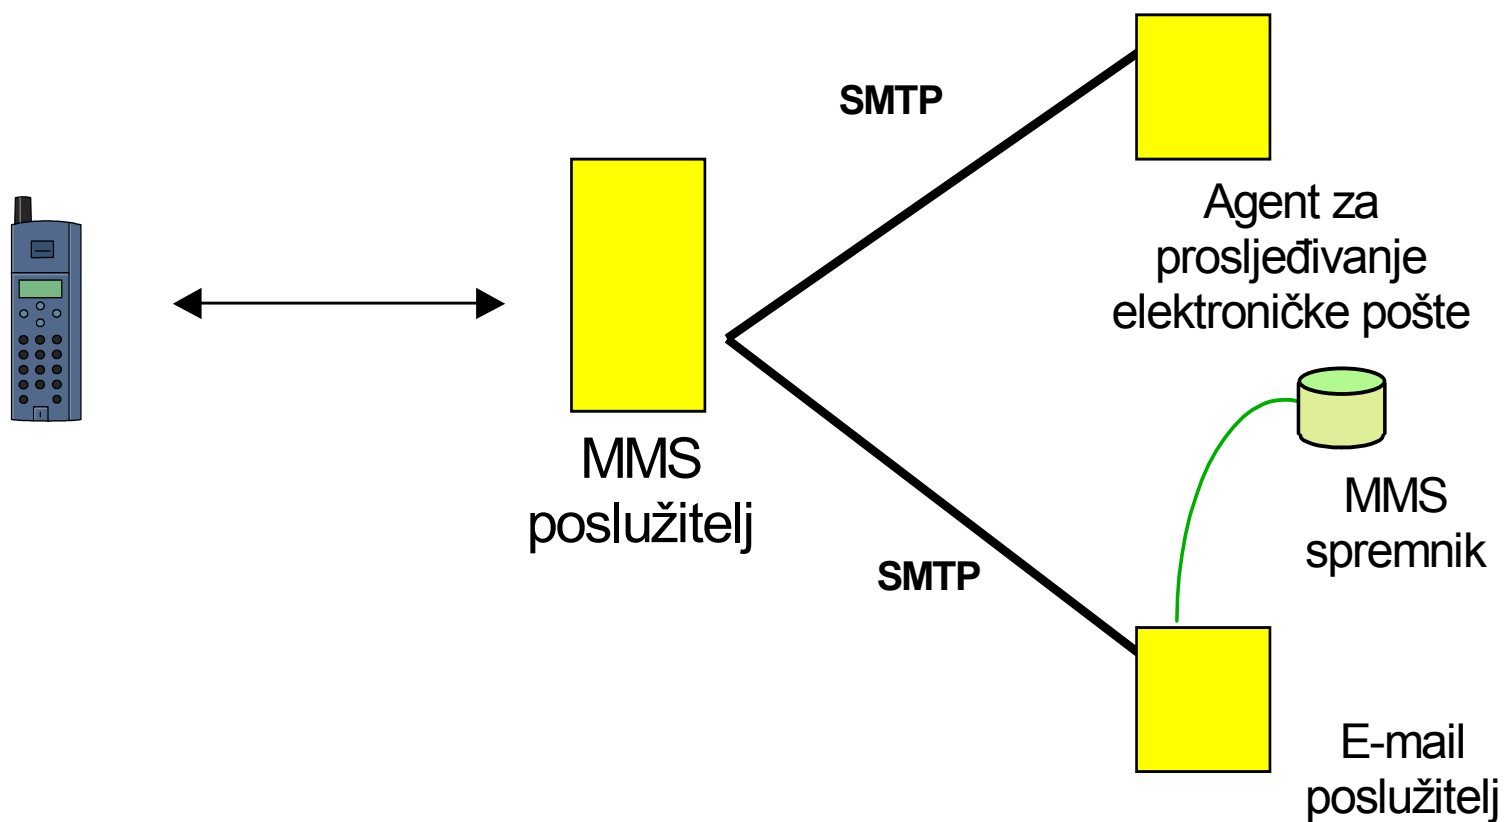 SMTP
Agent za
prosljeđivanje
elektroničke pošte
MMS
poslužitelj
MMS
spremnik
SMTP
E-mail
poslužitelj